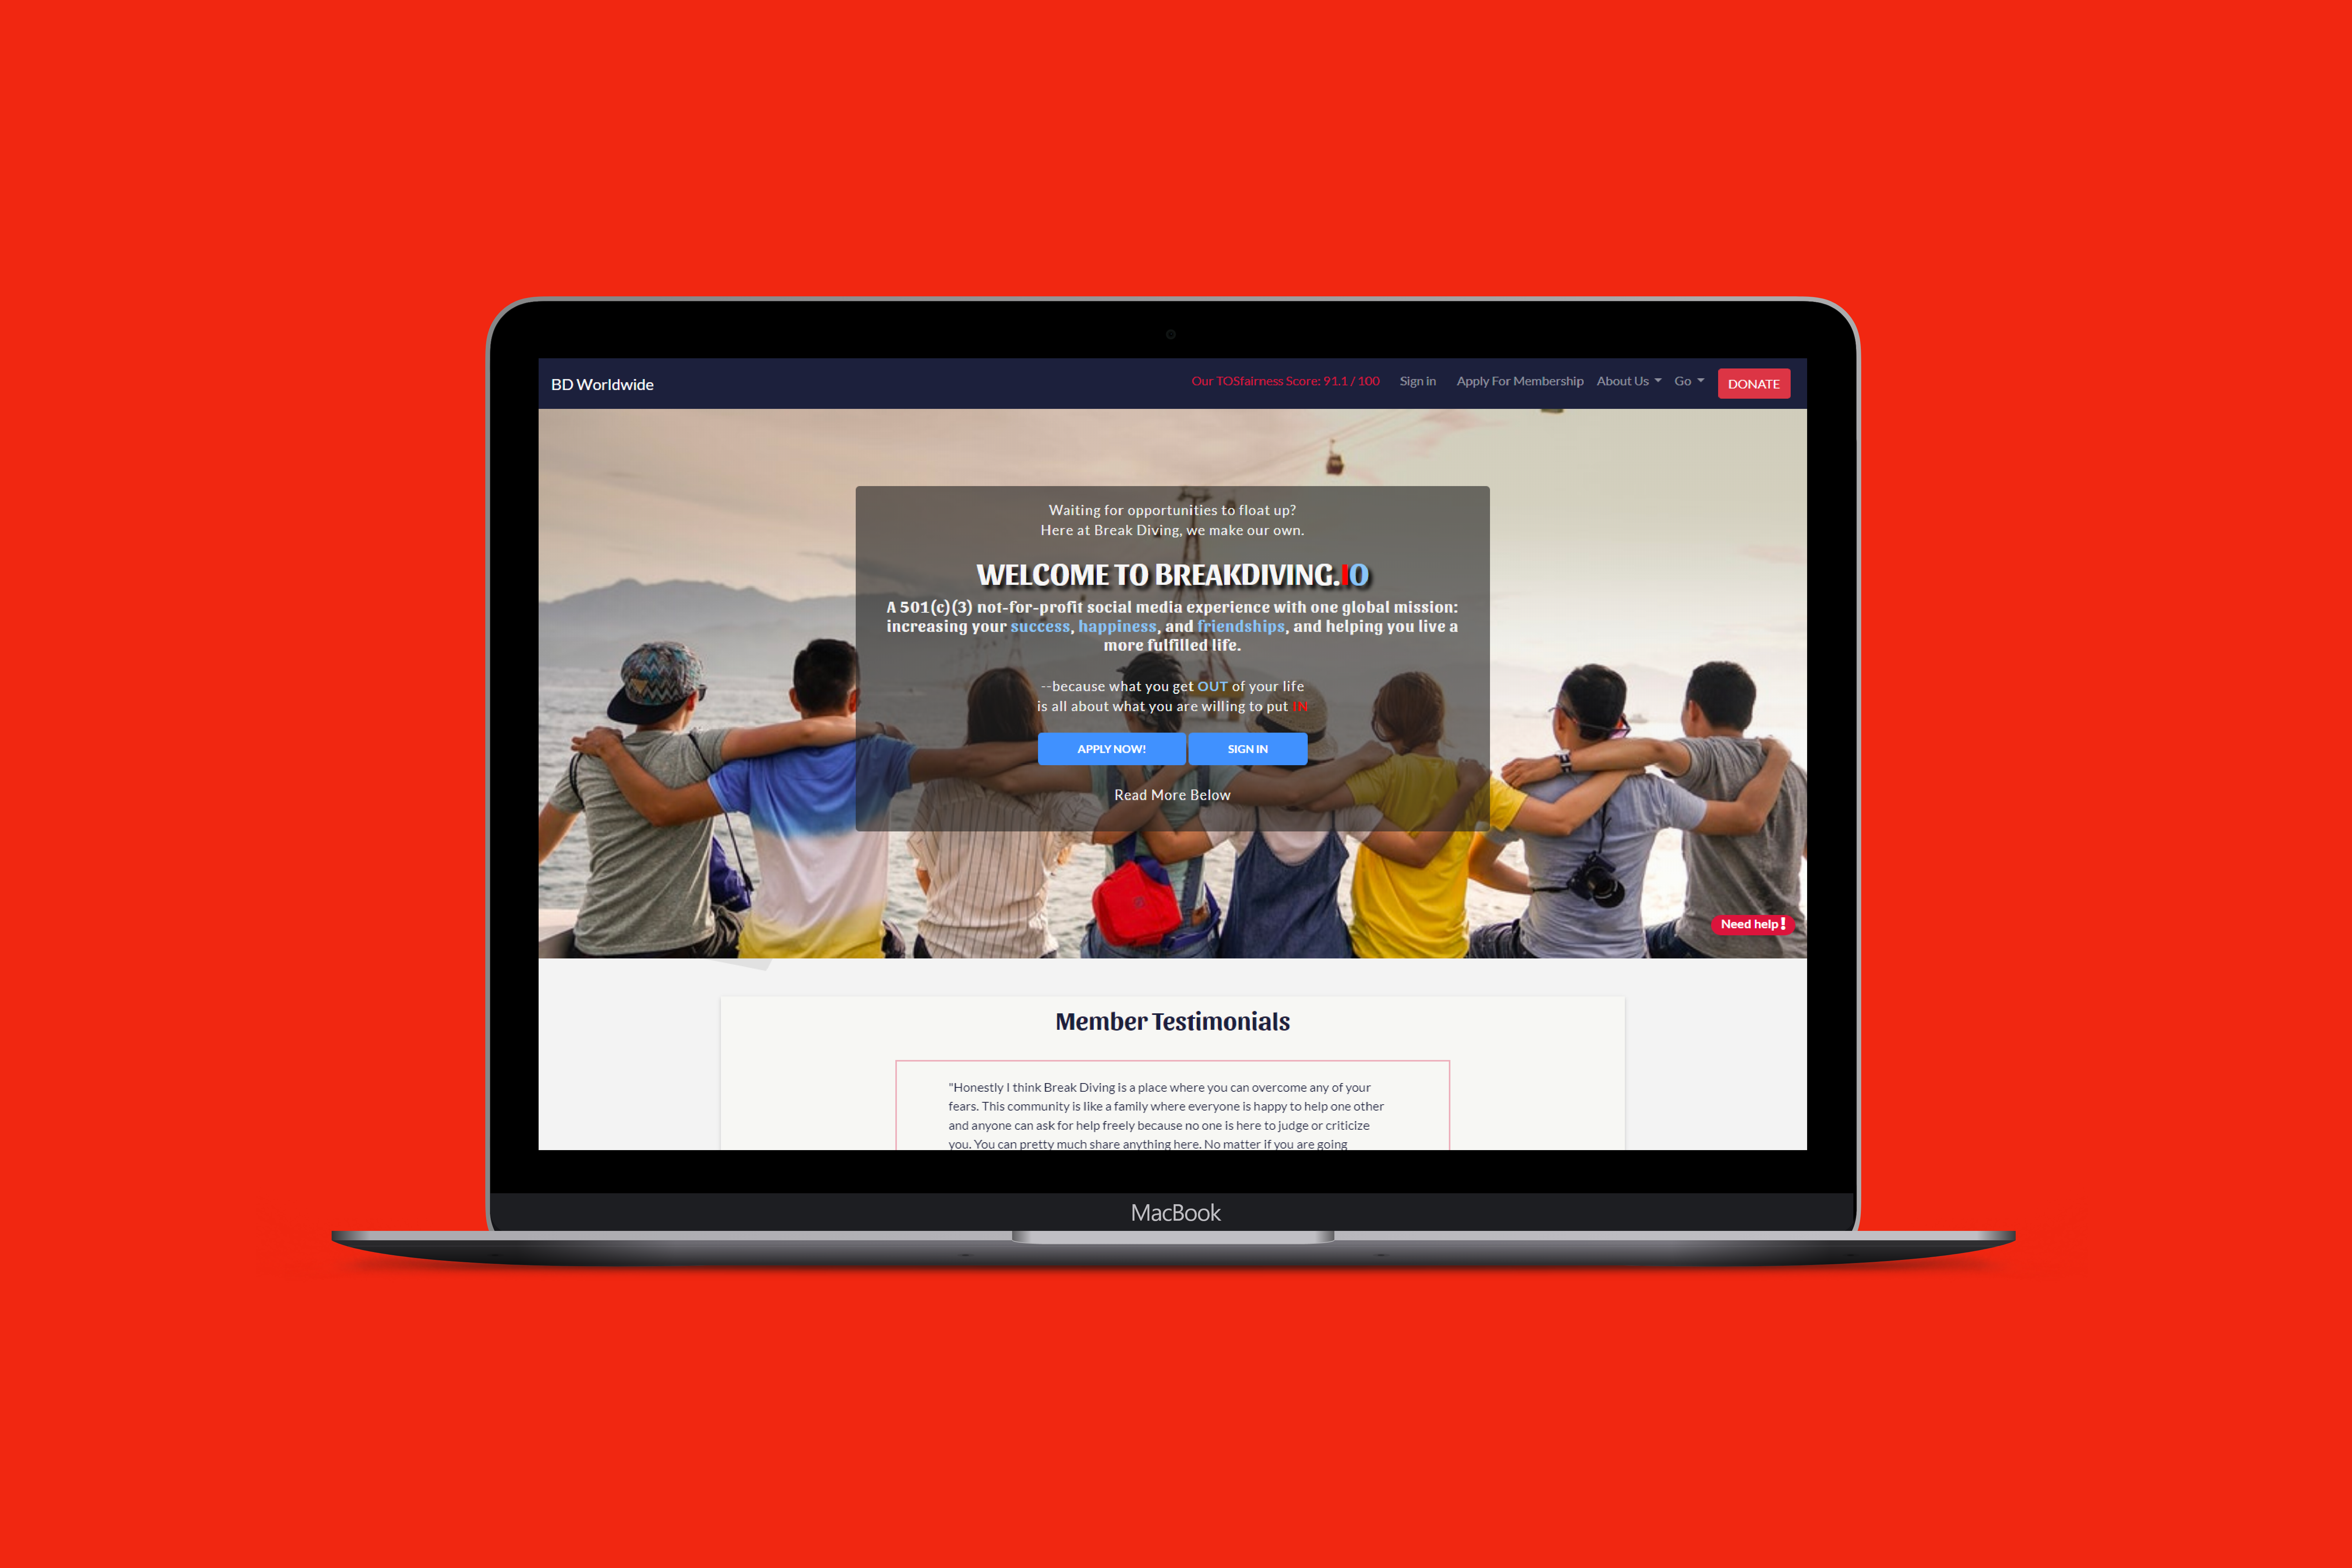 BD Worldwide
Our TOSfairness Score: 91.1 / 100
Sign in
Apply For Membership
About Us
Go
DONATE
Waiting for opportunities to float up?
Here at Break Diving, we make our own.
WELCOME TO BREAKDIVING.IO
A 501(c)(3) not-for-profit social media experience with one global mission:
increasing your success, happiness, and friendships, and helping you live a
more fulfilled life.
--because what you get OUT of your life
is all about what you are willing to put IN
APPLY NOW!
SIGN IN
Read More Below
Need help!
Member Testimonials
"Honestly I think Break Diving is a place where you can overcome any of your
fears. This community is like a family where everyone is happy to help one other
and anyone can ask for help freely because no one is here to judge or criticize
you. You can pretty much share anything here. No matter if you are going
MacBook